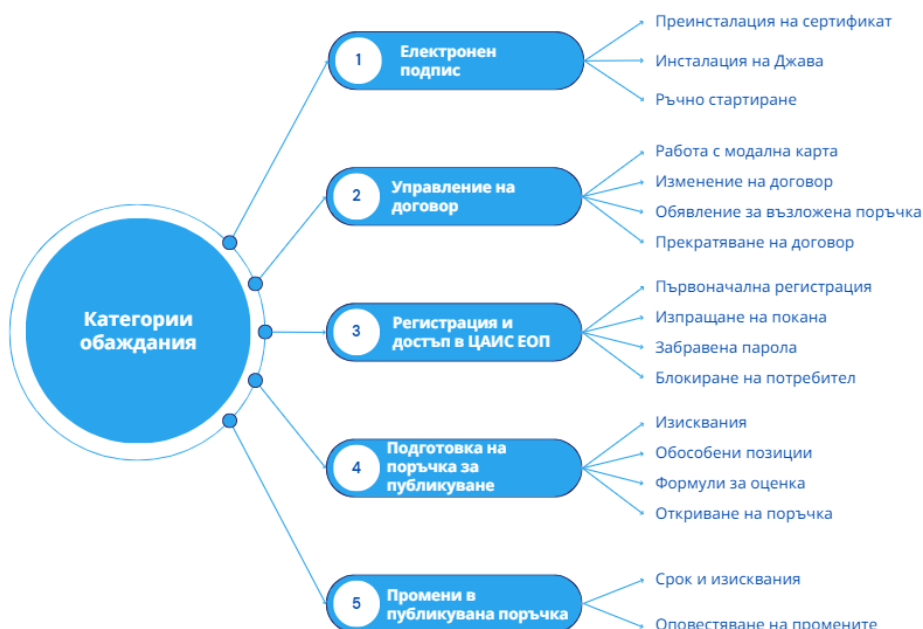 Категории
обаждания
1
Електронен
подпис
Преинсталация на сертификат
Инсталация на Джава
Ръчно стартиране
2
Управление на
договор
Работа с модална карта
Изменение на договор
Обявление за възложена поръчка
Прекратяване на договор
3
Регистрация и
достъп в ЦАИС ЕОП
Първоначална регистрация
Изпращане на покана
Забравена парола
Блокиране на потребител
4
Подготовка на
поръчка за
публикуване
Изисквания
Обособени позиции
Формули за оценка
Откриване на поръчка
5
Промени в
публикувана поръчка
Срок и изисквания
Оповестяване на промените